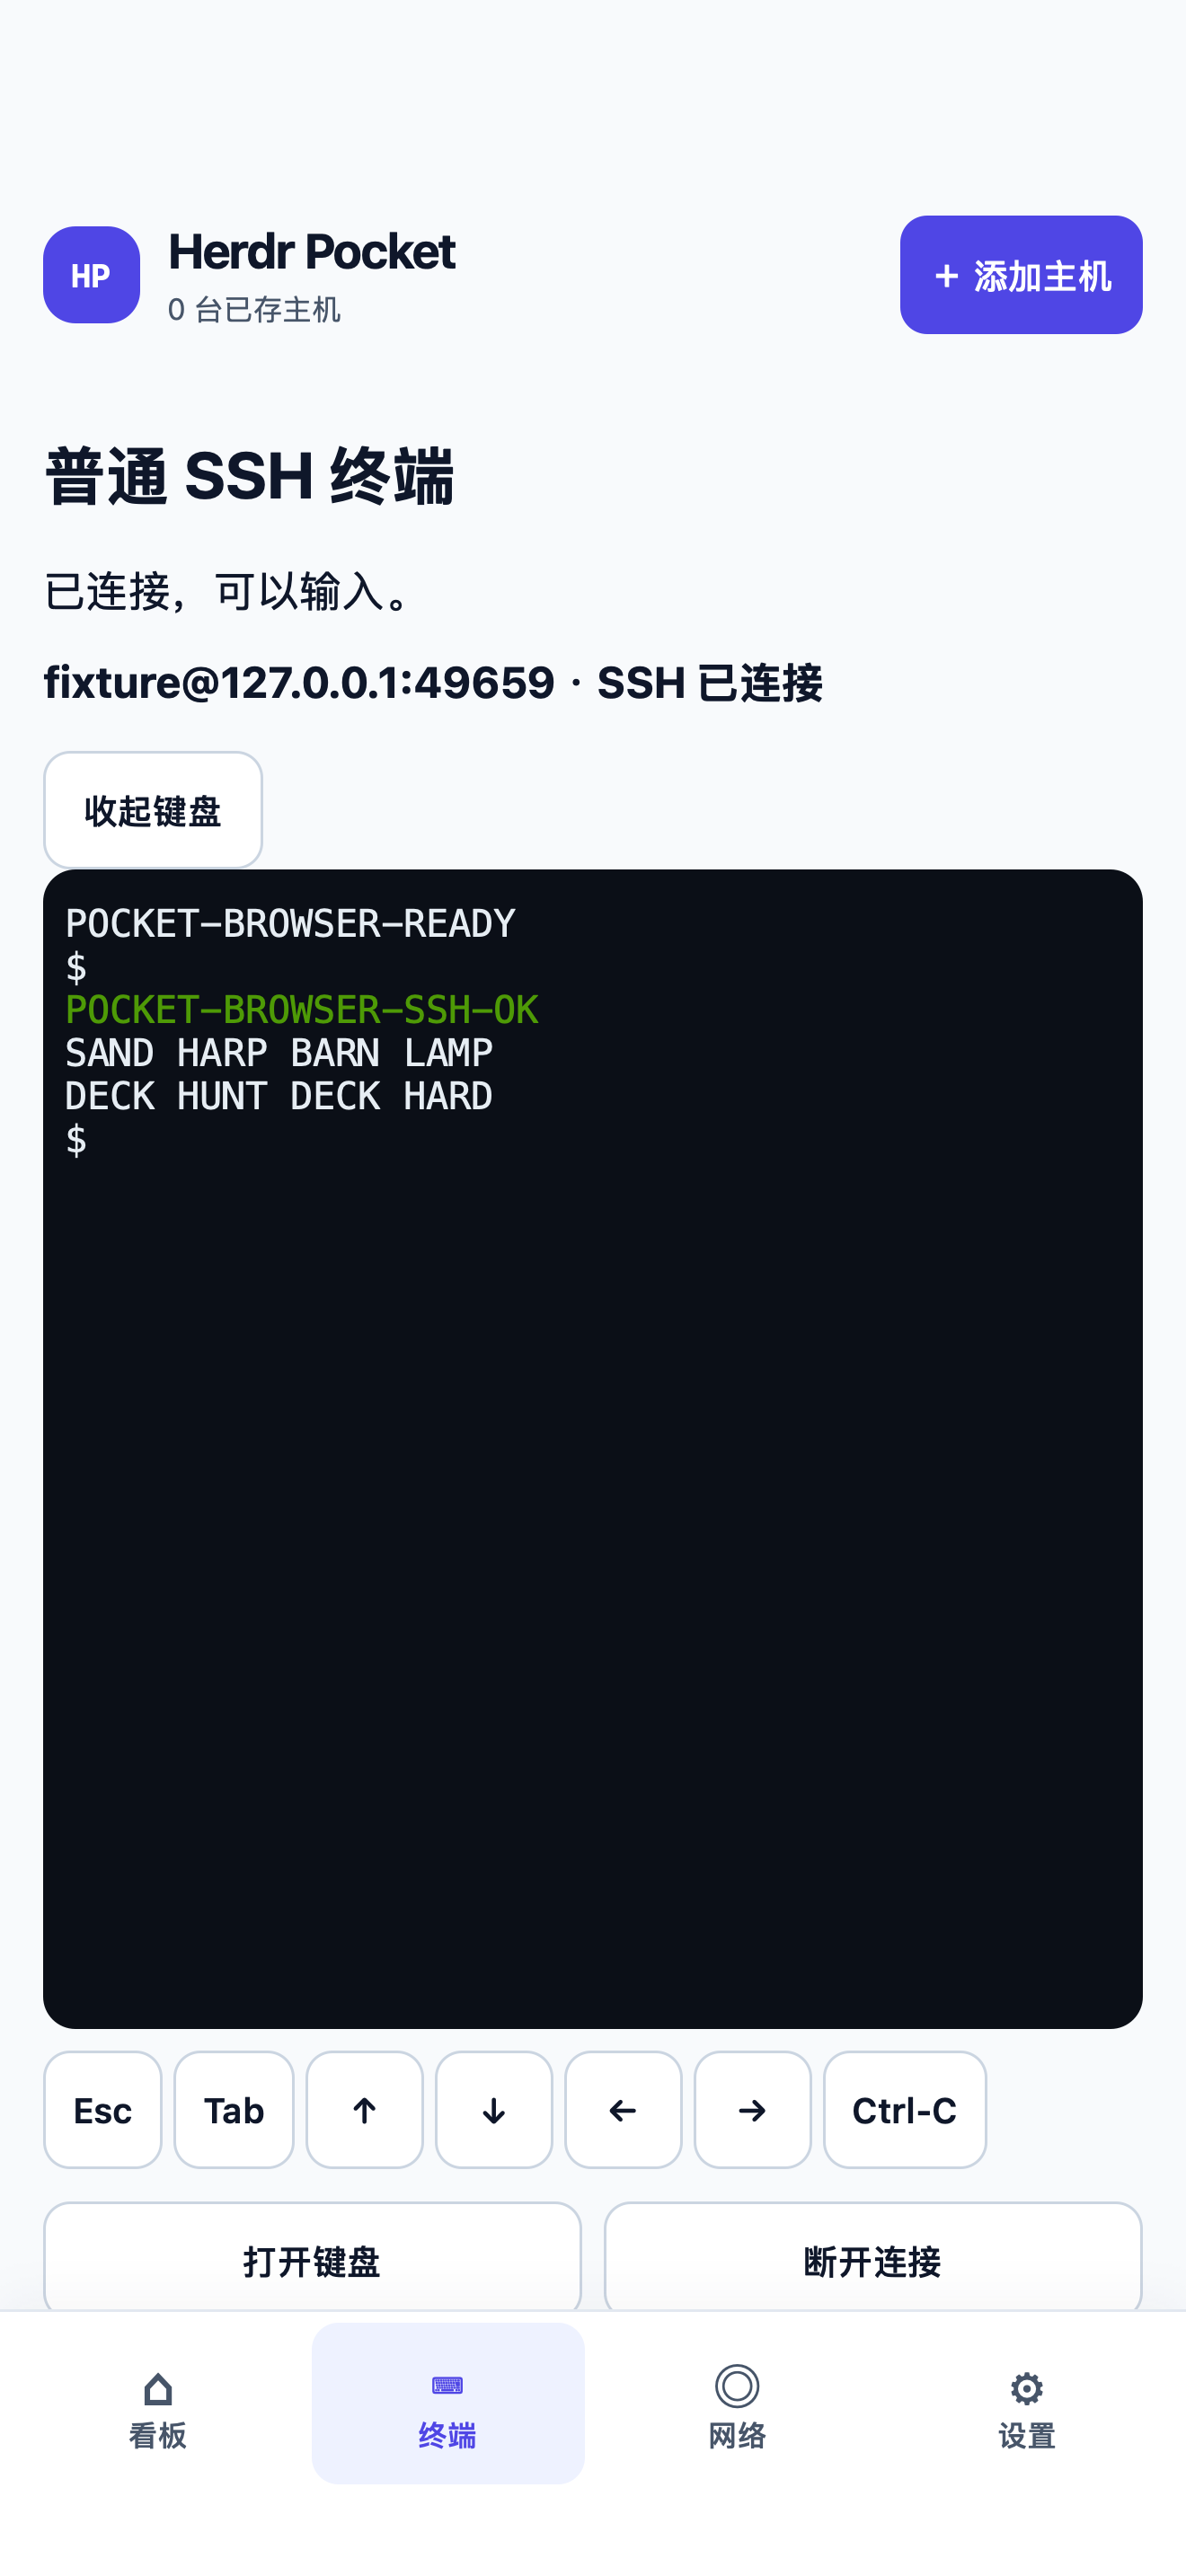 HP
Herdr Pocket
0 台已存主机
+ 添加主机
普通 SSH 终端
已连接，可以输入。
fixture@127.0.0.1:49659 · SSH 已连接
收起键盘
POCKET-BROWSER-READY
$
POCKET-BROWSER-SSH-OK
SAND HARP BARN LAMP
DECK HUNT DECK HARD
$
Esc Tab ↑ ↓ ← → Ctrl-C
打开键盘 断开连接
看板 终端 网络 设置